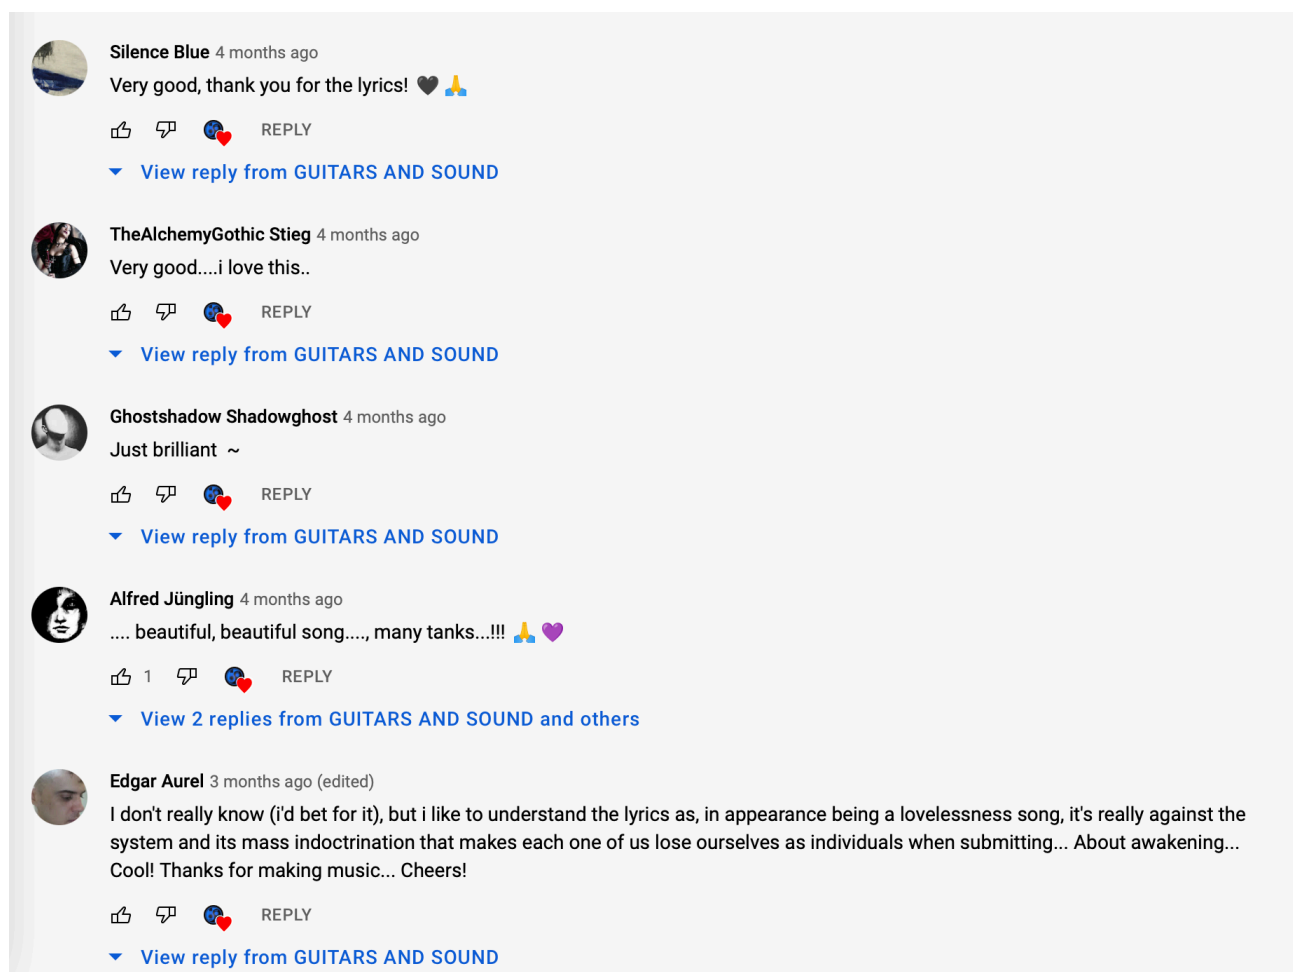 Silence Blue 4 months ago
Very good, thank you for the lyrics! 🖤 🙏
REPLY
View reply from GUITARS AND SOUND
TheAlchemyGothic Stieg 4 months ago
Very good....i love this..
REPLY
View reply from GUITARS AND SOUND
Ghostshadow Shadowghost 4 months ago
Just brilliant ~
REPLY
View reply from GUITARS AND SOUND
Alfred Jüngling 4 months ago
.... beautiful, beautiful song...., many tanks...!!! 🙏 💜
1 REPLY
View 2 replies from GUITARS AND SOUND and others
Edgar Aurel 3 months ago (edited)
I don't really know (i'd bet for it), but i like to understand the lyrics as, in appearance being a lovelessness song, it's really against the
system and its mass indoctrination that makes each one of us lose ourselves as individuals when submitting... About awakening...
Cool! Thanks for making music... Cheers!
REPLY
View reply from GUITARS AND SOUND